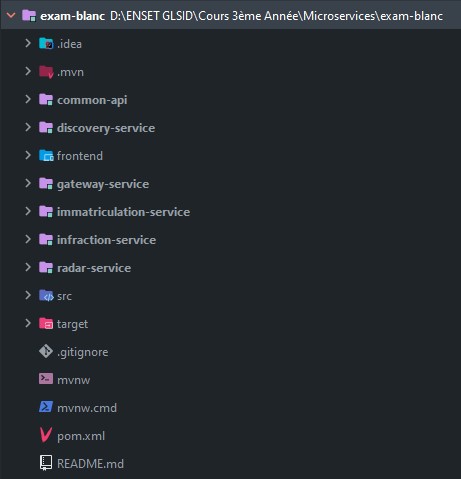 exam-blanc D:\ENSET GLSID\Cours 3ème Année\Microservices\exam-blanc
.idea
.mvn
common-api
discovery-service
frontend
gateway-service
immatriculation-service
infraction-service
radar-service
src
target
.gitignore
mvnw
mvnw.cmd
pom.xml
README.md